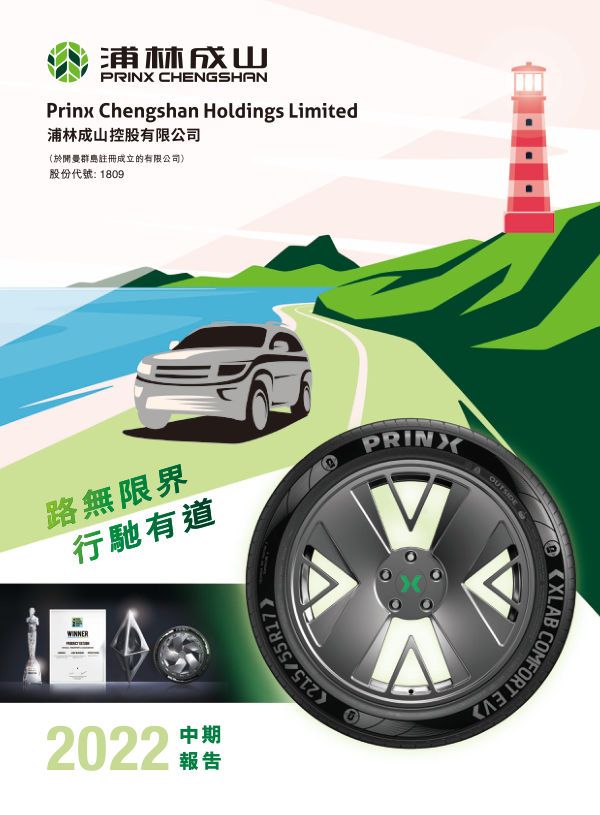 浦林成山
PRINX CHENGSHAN
Prinx Chengshan Holdings Limited
浦林成山控股有限公司
（於開曼群島註冊成立的有限公司）
股份代號: 1809
路無限界
行馳有道
PRINX
OUTSIDE
XLAB COMFORT EV
215/55R17
WINNER
PRODUCT DESIGN
2022 中期
報告